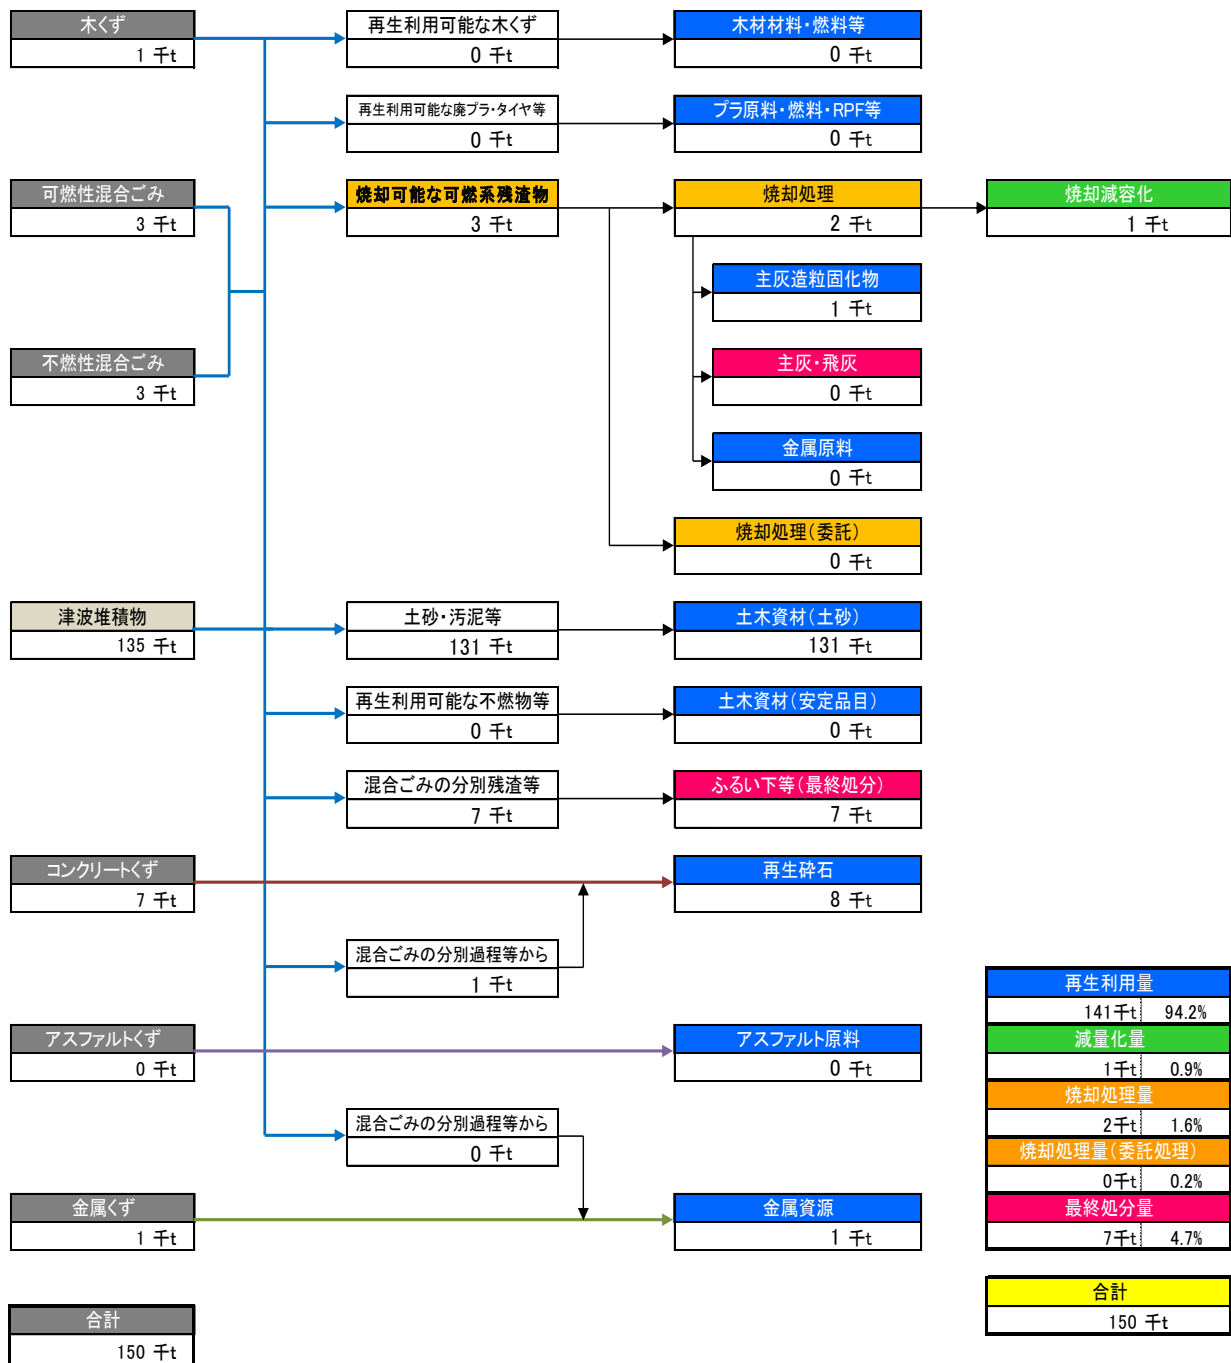 木くず
1 千t
再生利用可能な木くず
0 千t
木材材料・燃料等
0 千t
再生利用可能な廃プラ・タイヤ等
0 千t
プラ原料・燃料・RPF等
0 千t
可燃性混合ごみ
3 千t
焼却可能な可燃系残渣物
3 千t
焼却処理
2 千t
焼却減容化
1 千t
主灰造粒固化物
1 千t
不燃性混合ごみ
3 千t
主灰・飛灰
0 千t
金属原料
0 千t
焼却処理(委託)
0 千t
津波堆積物
135 千t
土砂・汚泥等
131 千t
土木資材(土砂)
131 千t
再生利用可能な不燃物等
0 千t
土木資材(安定品目)
0 千t
混合ごみの分別残渣等
7 千t
ふるい下等(最終処分)
7 千t
コンクリートくず
7 千t
再生砕石
8 千t
混合ごみの分別過程等から
1 千t
アスファルトくず
0 千t
アスファルト原料
0 千t
混合ごみの分別過程等から
0 千t
金属くず
1 千t
金属資源
1 千t
再生利用量
141千t 94.2%
減量化量
1千t 0.9%
焼却処理量
2千t 1.6%
焼却処理量(委託処理)
0千t 0.2%
最終処分量
7千t 4.7%
合計
150 千t
合計
150 千t